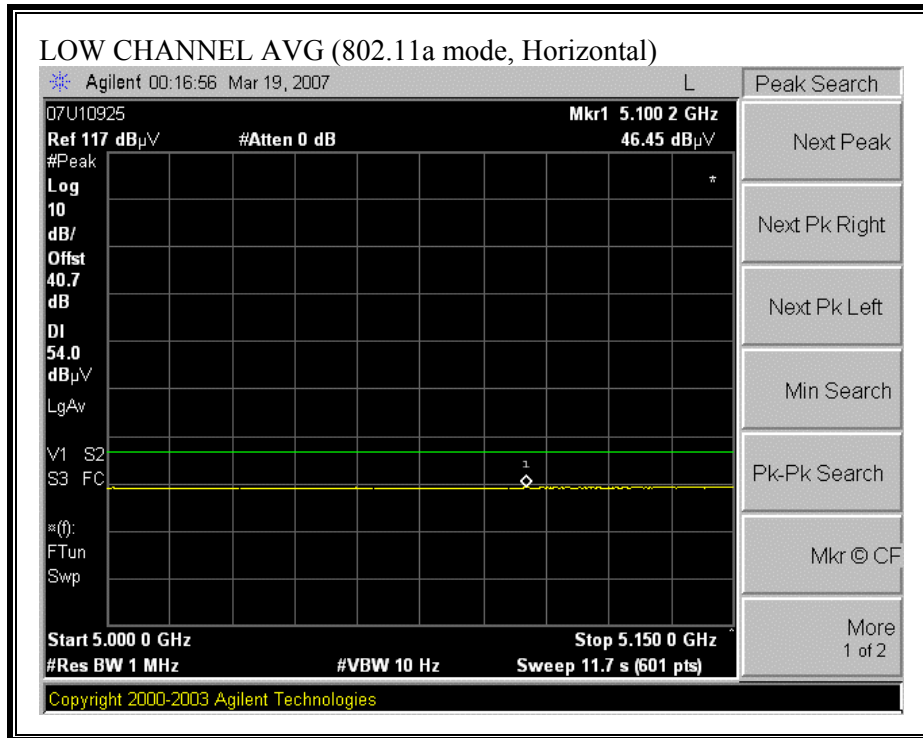 LOW CHANNEL AVG (802.11a mode, Horizontal)
Agilent 00:16:56 Mar 19, 2007 L
Peak Search
07U10925
Mkr1 5.100 2 GHz
Ref 117 dBµV #Atten 0 dB 46.45 dBµV
#Peak
Log
10
dB/
Offst
40.7
dB
DI
54.0
dBµV
LgAv
V1 S2
S3 FC
¤(f):
FTun
Swp
*
1
Start 5.000 0 GHz Stop 5.150 0 GHz ^
#Res BW 1 MHz #VBW 10 Hz Sweep 11.7 s (601 pts)
Next Peak
Next Pk Right
Next Pk Left
Min Search
Pk-Pk Search
Mkr © CF
More
1 of 2
Copyright 2000-2003 Agilent Technologies